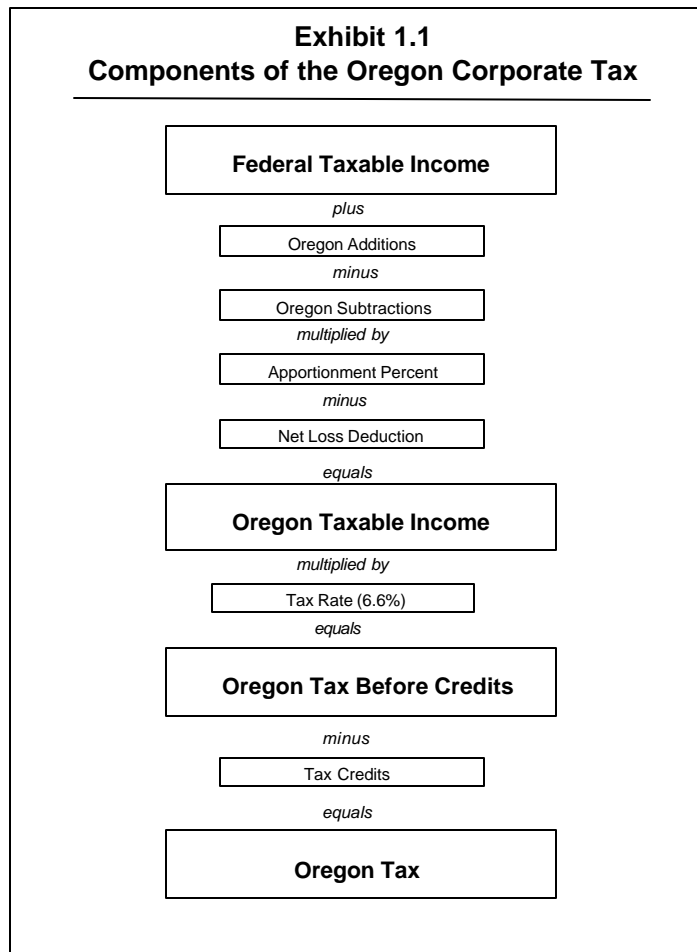 Exhibit 1.1
Components of the Oregon Corporate Tax
Federal Taxable Income
plus
Oregon Additions
minus
Oregon Subtractions
multiplied by
Apportionment Percent
minus
Net Loss Deduction
equals
Oregon Taxable Income
multiplied by
Tax Rate (6.6%)
equals
Oregon Tax Before Credits
minus
Tax Credits
equals
Oregon Tax